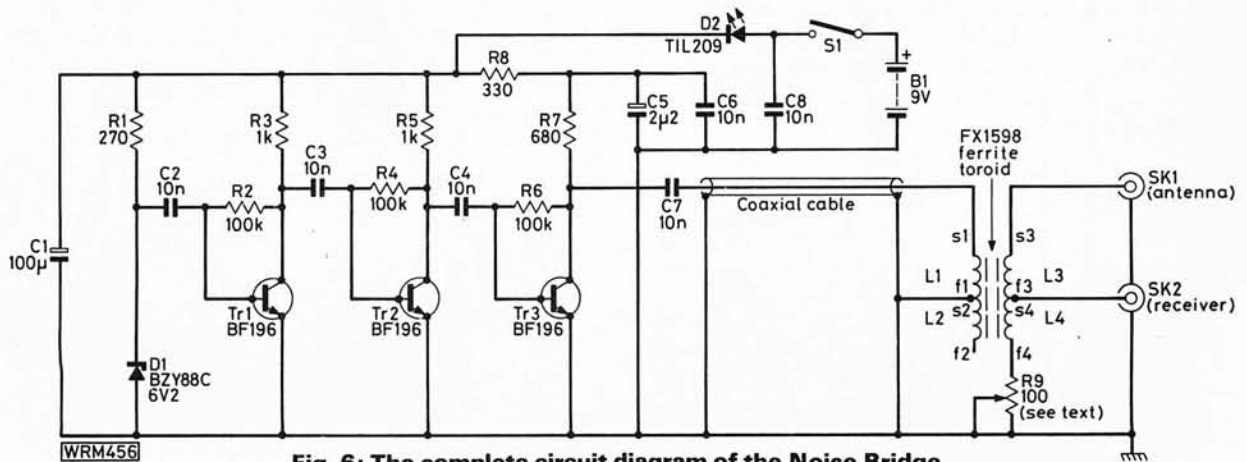 D2
TIL209
S1
+
B1
9V
R8
330
R1
270
R3
1k
R5
1k
R7
680
C5
2µ2
C6
10n
C8
10n
C2
10n
R2
100k
C3
10n
R4
100k
C4
10n
R6
100k
C7
10n
Coaxial cable
FX1598
ferrite
toroid
SK1
(antenna)
C1
100µ
s1
s3
L1
f1
s2
L2
f2
L3
f3
s4
L4
f4
SK2
(receiver)
Tr1
BF196
Tr2
BF196
Tr3
BF196
D1
BZY88C
6V2
R9
100
(see text)
WRM456
Fig. 6: The complete circuit diagram of the Noise Bridge